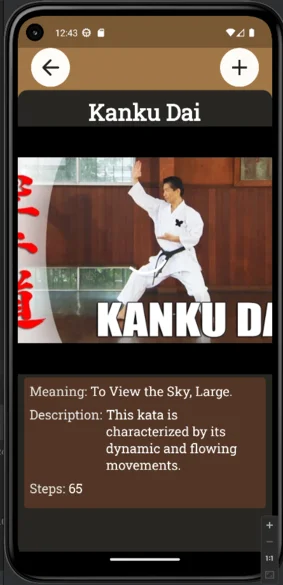 12:43
Kanku Dai
KANKU DA
Meaning: To View the Sky, Large.
Description: This kata is
characterized by its
dynamic and flowing
movements.
Steps: 65
1:1